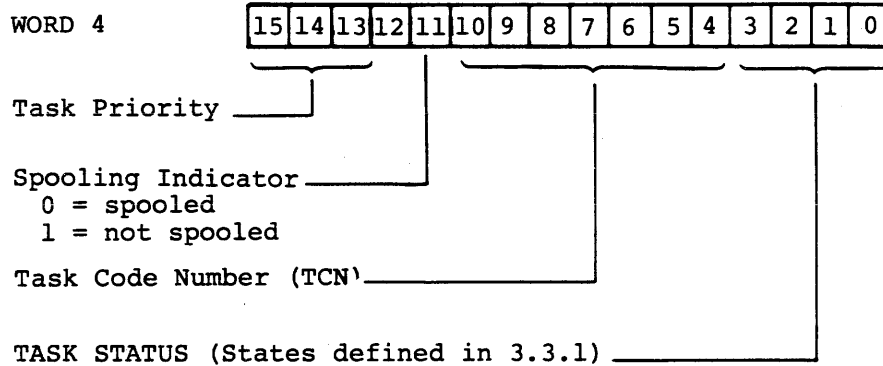 WORD 4 15 14 13 12 11 10 9 8 7 6 5 4 3 2 1 0
Task Priority
Spooling Indicator
0 = spooled
1 = not spooled
Task Code Number (TCN)
TASK STATUS (States defined in 3.3.1)